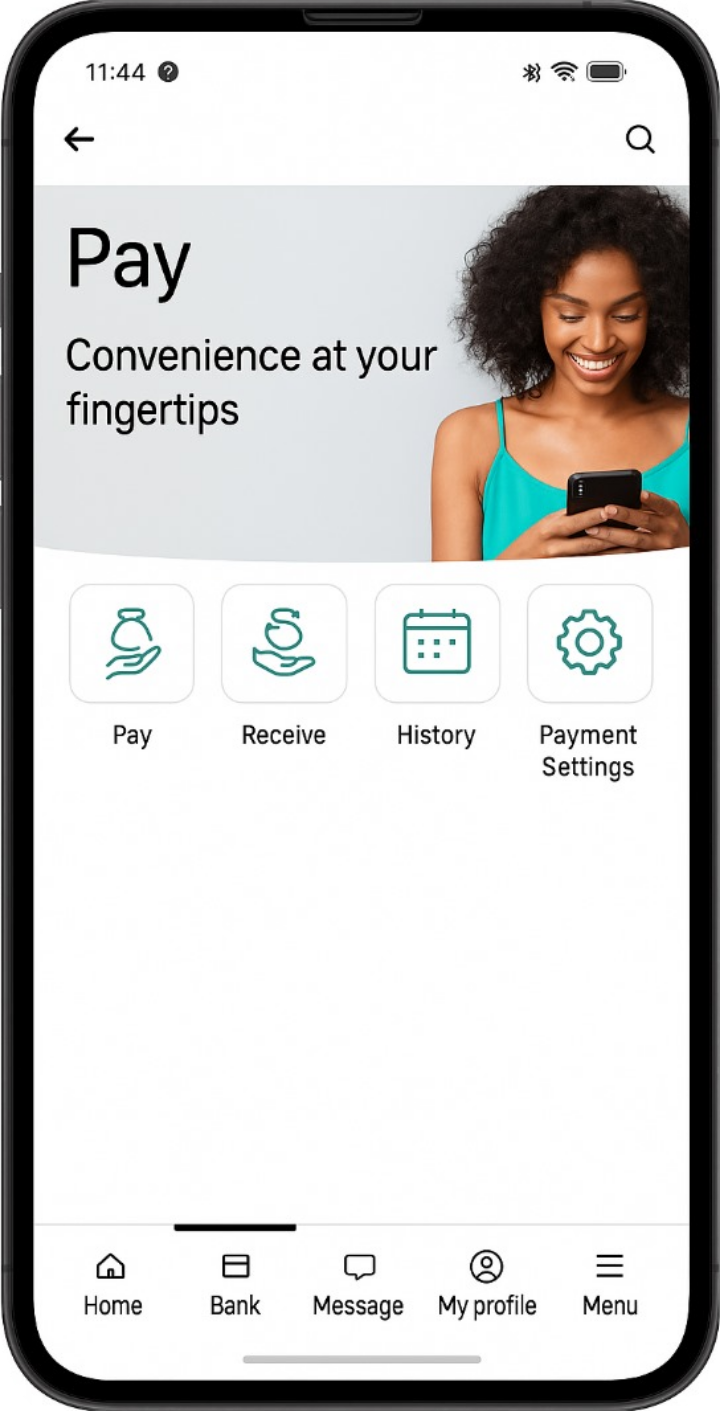 11:44
Pay
Convenience at your
fingertips
Pay
Receive
History
Payment
Settings
Home
Bank
Message
My profile
Menu